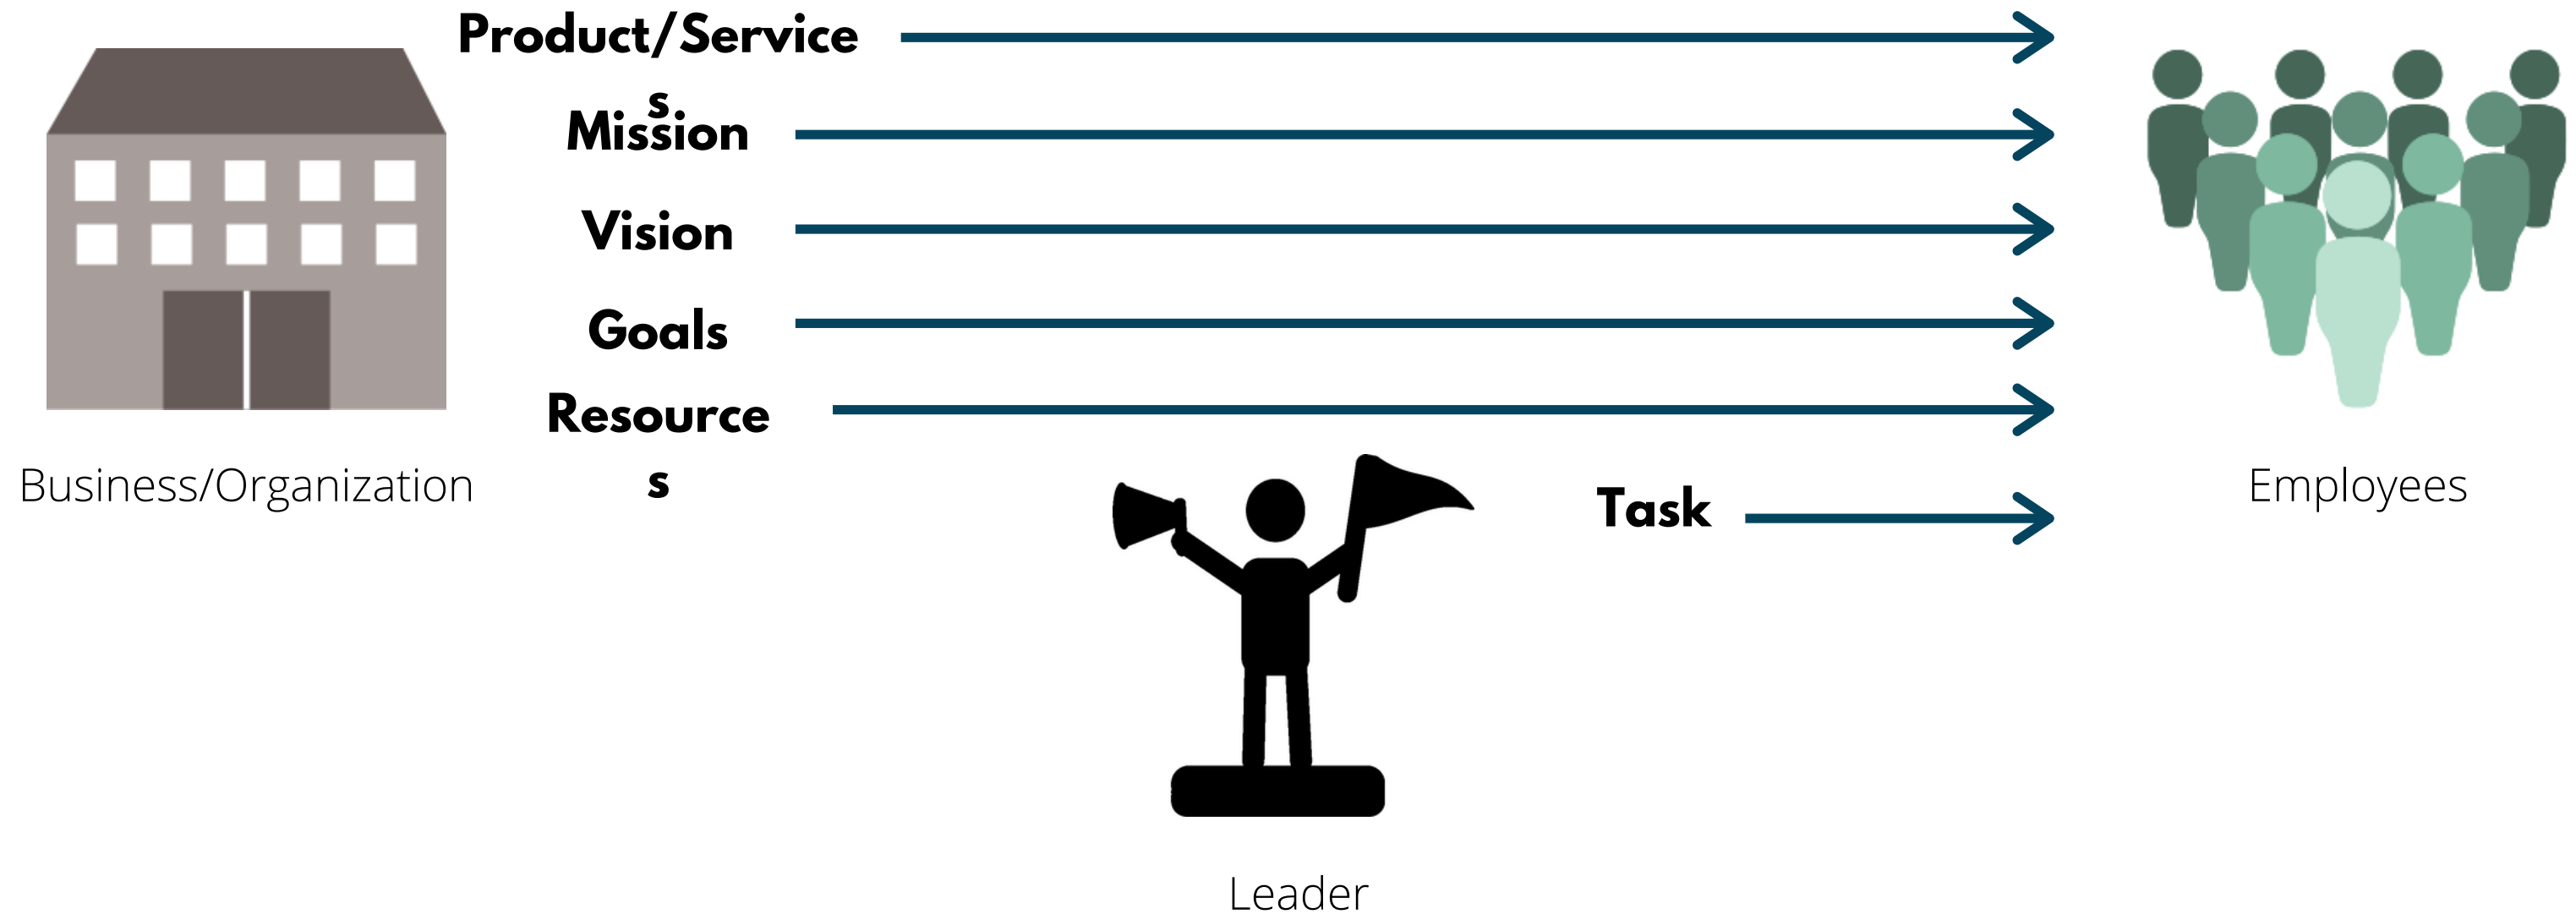 Product/Service
s
Mission
Vision
Goals
Resource
s
Business/Organization
Employees
Task
Leader